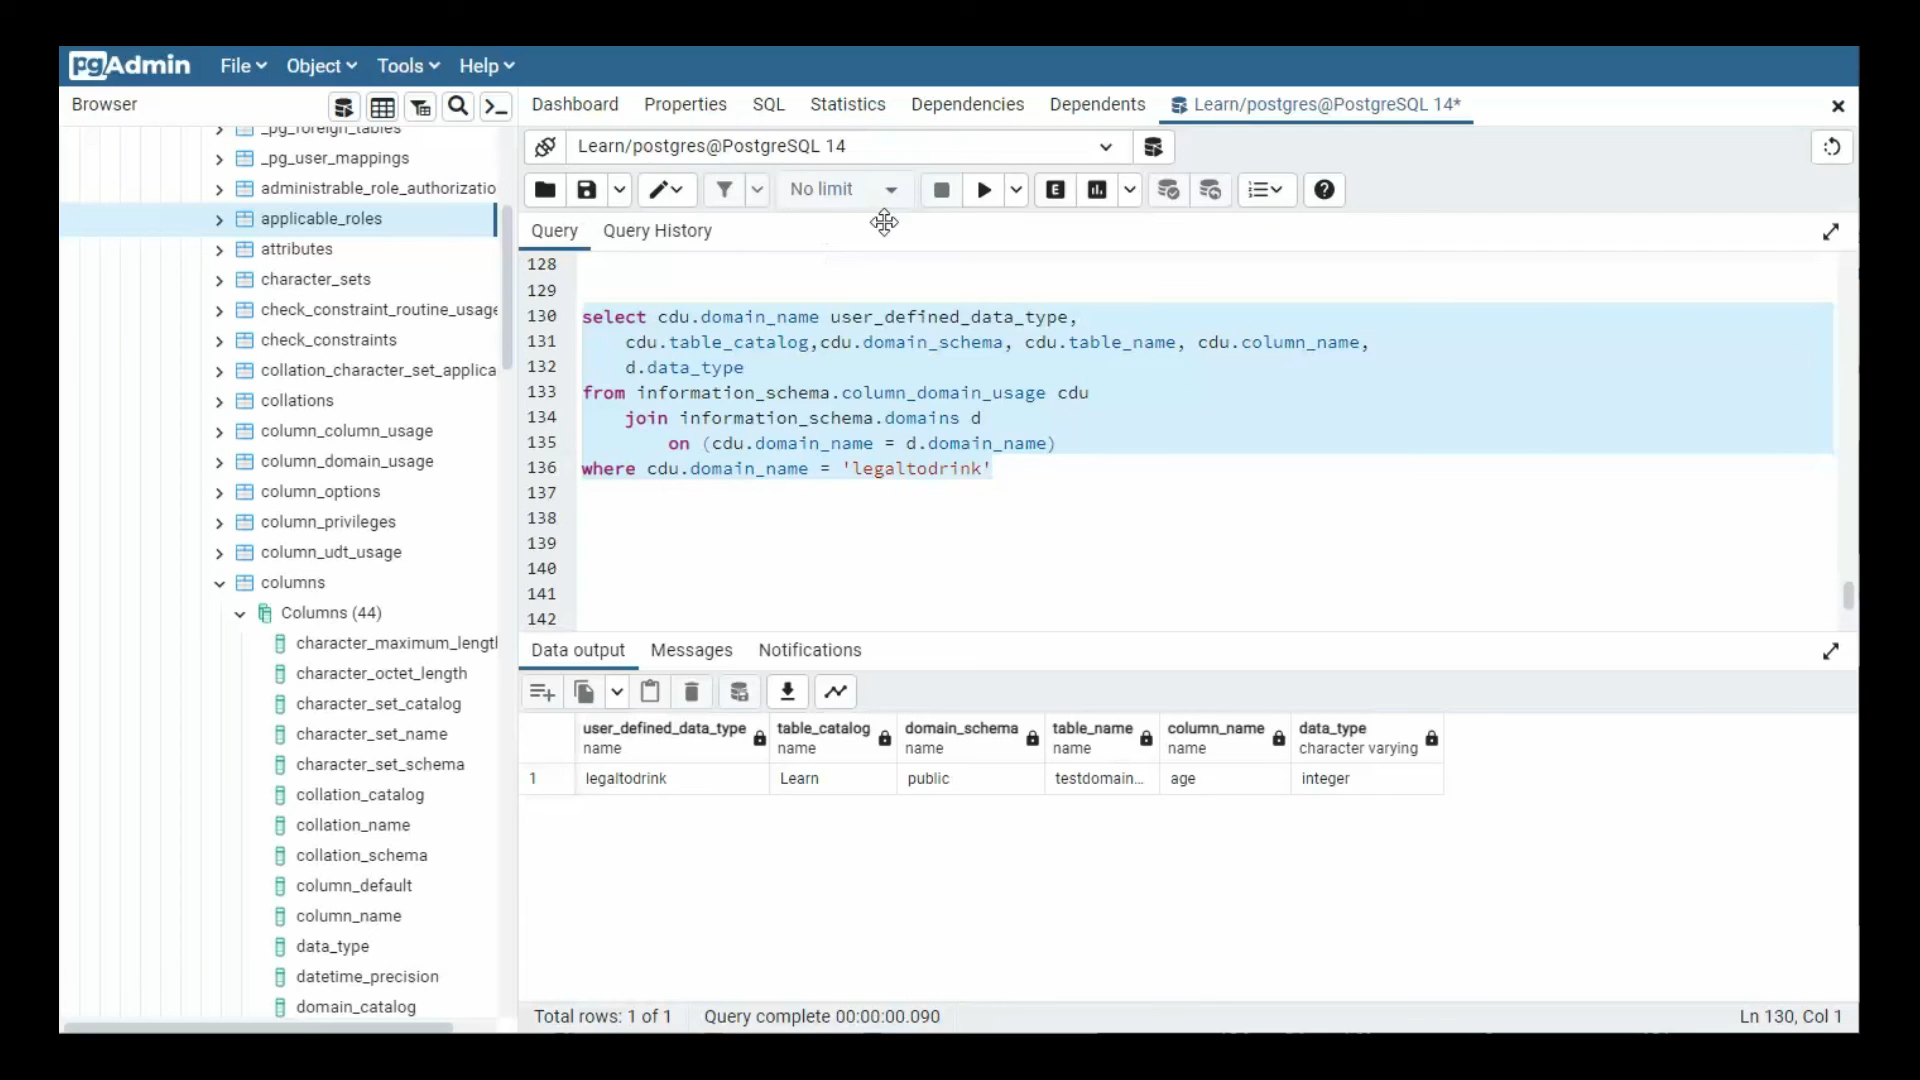 pgAdmin File Object Tools Help
Browser
Dashboard Properties SQL Statistics Dependencies Dependents Learn/postgres@PostgreSQL 14*
Learn/postgres@PostgreSQL 14
No limit
Query Query History
_pg_foreign_tables
_pg_user_mappings
administrable_role_authorizatio
applicable_roles
attributes
character_sets
check_constraint_routine_usage
check_constraints
collation_character_set_applica
collations
column_column_usage
column_domain_usage
column_options
column_privileges
column_udt_usage
columns
Columns (44)
character_maximum_lengtl
character_octet_length
character_set_catalog
character_set_name
character_set_schema
collation_catalog
collation_name
collation_schema
column_default
column_name
data_type
datetime_precision
domain_catalog
128
129
130 select cdu.domain_name user_defined_data_type,
131 cdu.table_catalog,cdu.domain_schema, cdu.table_name, cdu.column_name,
132 d.data_type
133 from information_schema.column_domain_usage cdu
134 join information_schema.domains d
135 on (cdu.domain_name = d.domain_name)
136 where cdu.domain_name = 'legaltodrink'
137
138
139
140
141
142
Data output Messages Notifications
user_defined_data_type table_catalog domain_schema table_name column_name data_type
name name name name name character varying
1 legaltodrink Learn public testdomain... age integer
Total rows: 1 of 1 Query complete 00:00:00.090 Ln 130, Col 1